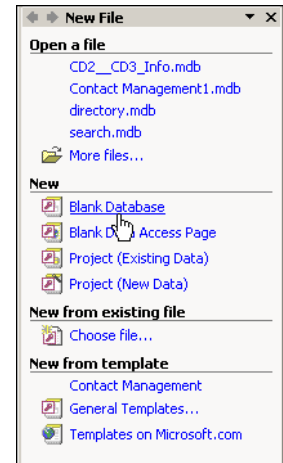 New File
Open a file
CD2__CD3_Info.mdb
Contact Management1.mdb
directory.mdb
search.mdb
More files...
New
Blank Database
Blank Data Access Page
Project (Existing Data)
Project (New Data)
New from existing file
Choose file...
New from template
Contact Management
General Templates...
Templates on Microsoft.com